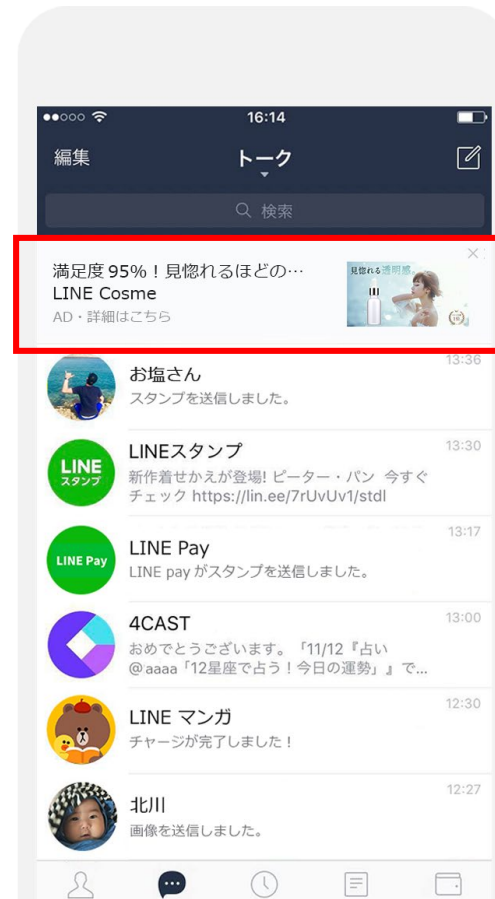 16:14
編集
トーク
検索
満足度95%！見惚れるほどの…
LINE Cosme
AD・詳細はこちら
見惚れる透明感。
お塩さん
13:36
スタンプを送信しました。
LINE
スタンプ
LINEスタンプ
13:30
新作着せかえが登場! ピーター・パン 今すぐ
チェック https://lin.ee/7rUvUv1/stdl
LINE Pay
LINE Pay
13:17
LINE payがスタンプを送信しました。
4CAST
13:00
おめでとうございます。「11/12『占い
@aaaa「12星座で占う！今日の運勢」』で...
LINE マンガ
12:30
チャージが完了しました！
北川
12:27
画像を送信しました。